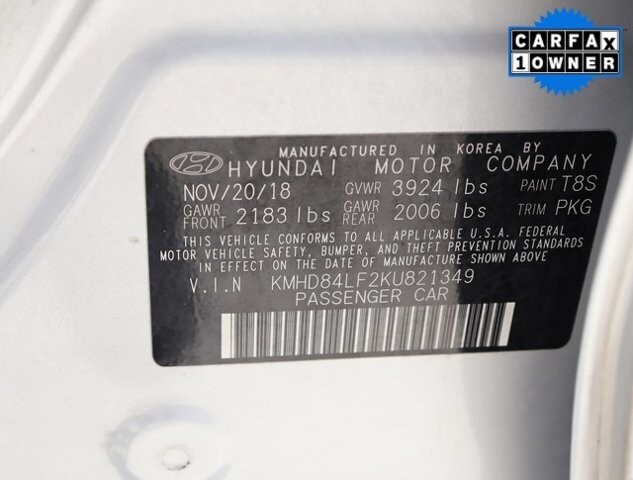 CARFAX
1 OWNER
MANUFACTURED IN KOREA BY
HYUNDAI MOTOR COMPANY
NOV/20/18 GVWR 3924 lbs PAINT T8S
GAWR FRONT 2183 lbs GAWR REAR 2006 lbs TRIM PKG
THIS VEHICLE CONFORMS TO ALL APPLICABLE U.S.A. FEDERAL
MOTOR VEHICLE SAFETY, BUMPER, AND THEFT PREVENTION STANDARDS
IN EFFECT ON THE DATE OF MANUFACTURE SHOWN ABOVE
V.I.N KMHD84LF2KU821349
PASSENGER CAR